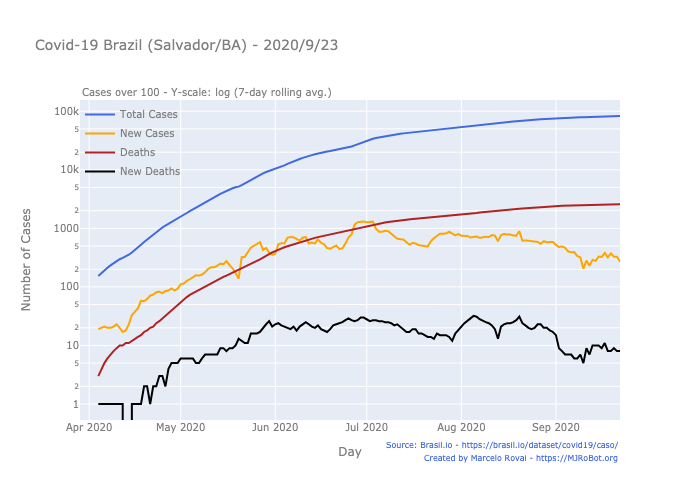 Covid-19 Brazil (Salvador/BA) - 2020/9/23
Cases over 100 - Y-scale: log (7-day rolling avg.)
Total Cases
New Cases
Deaths
New Deaths
100k
5
2
10k
5
2
1000
5
2
100
5
2
10
5
2
1
Number of Cases
Apr 2020 May 2020 Jun 2020 Jul 2020 Aug 2020 Sep 2020
Day
Source: Brasil.io - https://brasil.io/dataset/covid19/caso/
Created by Marcelo Rovai - https://MJRoBot.org